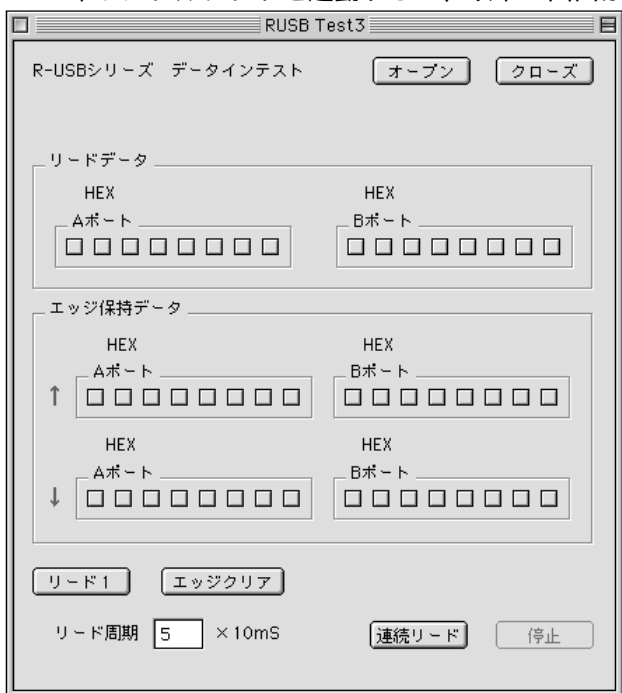 RUSB Test3
R-USBシリーズ データインテスト オープン クローズ
リードデータ
HEX HEX
Aポート Bポート
エッジ保持データ
HEX HEX
Aポート Bポート
↑
HEX HEX
Aポート Bポート
↓
リード1 エッジクリア
リード周期 5 ×10mS 連続リード 停止